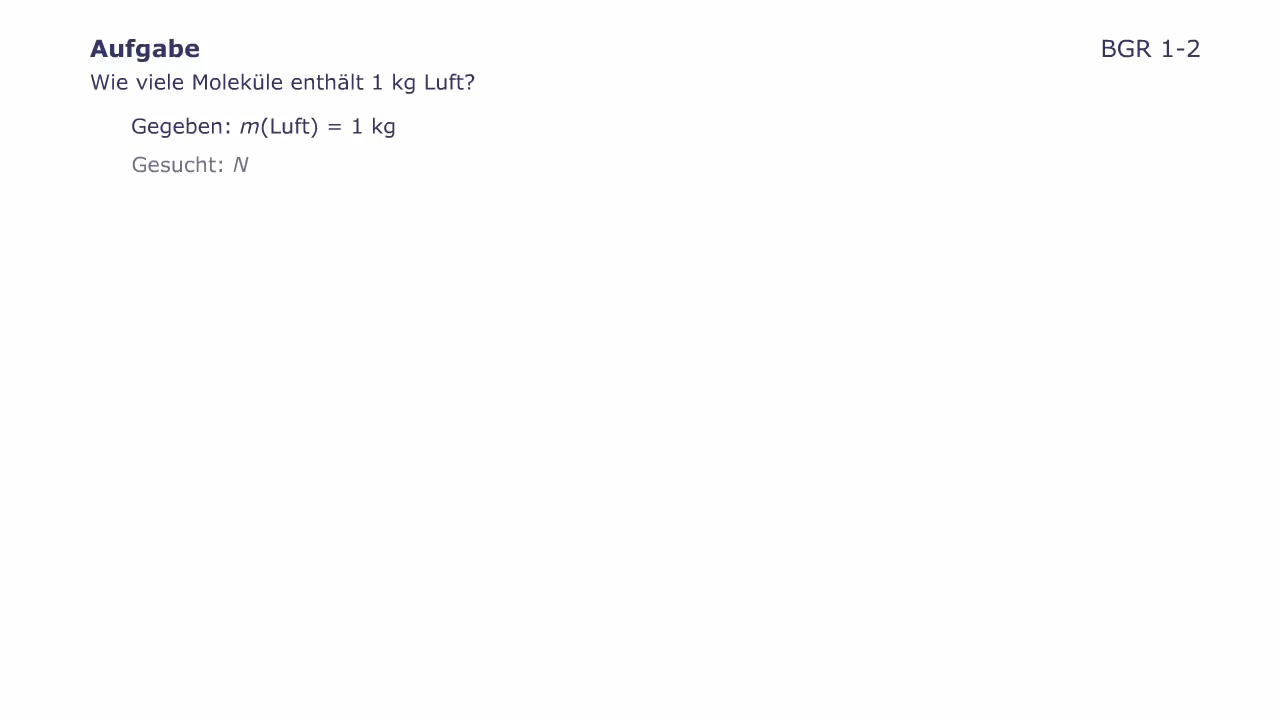 Aufgabe
BGR 1-2
Wie viele Moleküle enthält 1 kg Luft?
Gegeben: m(Luft) = 1 kg
Gesucht: N